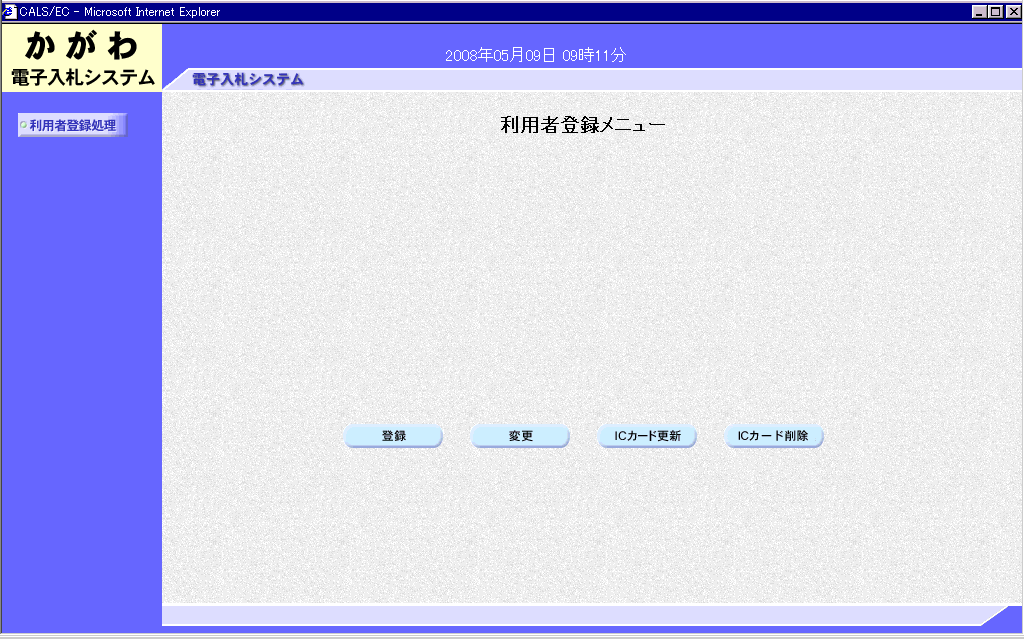 CALS/EC - Microsoft Internet Explorer
かがわ
電子入札システム
2008年05月09日 09時11分
電子入札システム
利用者登録処理
利用者登録メニュー
登録
変更
ICカード更新
ICカード削除